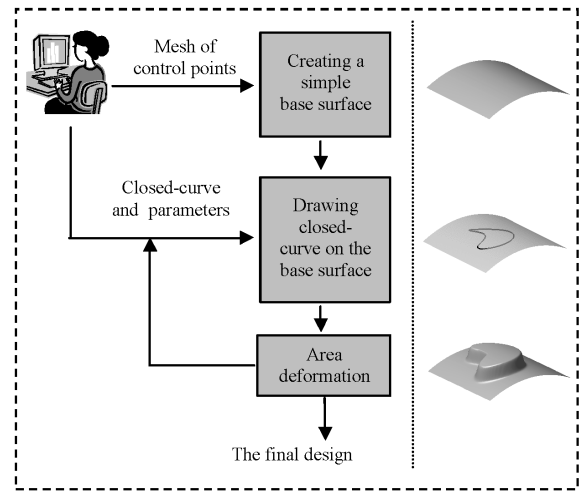 Mesh of
control points
Creating a
simple
base surface
Closed-curve
and parameters
Drawing
closed-
curve on the
base surface
Area
deformation
The final design